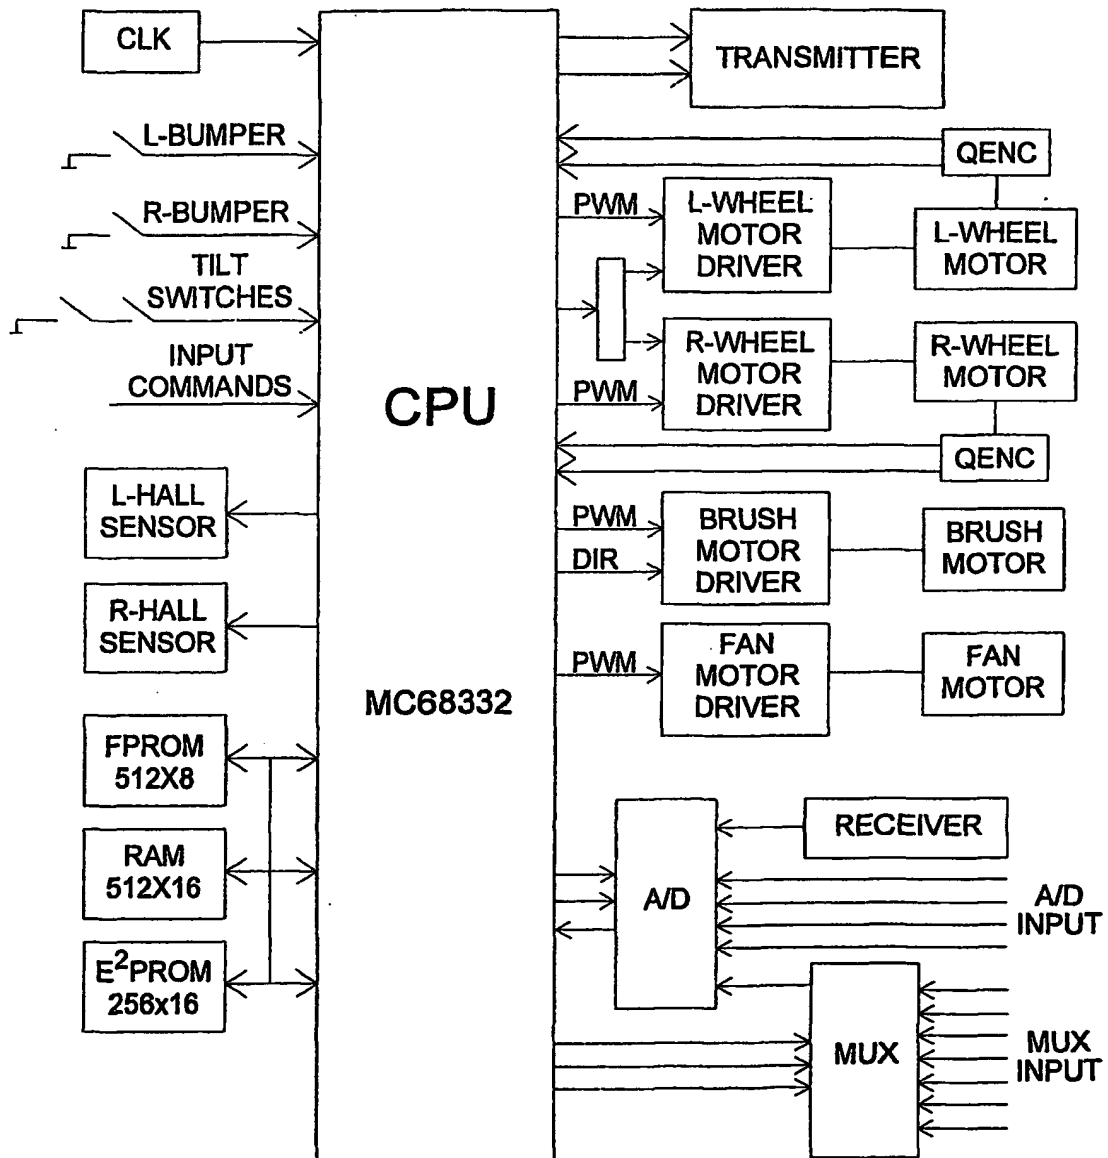 CLK
TRANSMITTER
L-BUMPER
QENC
R-BUMPER
PWM
L-WHEEL
MOTOR
DRIVER
L-WHEEL
MOTOR
TILT
SWITCHES
INPUT
COMMANDS
CPU
R-WHEEL
MOTOR
DRIVER
R-WHEEL
MOTOR
PWM
QENC
L-HALL
SENSOR
PWM
DIR
BRUSH
MOTOR
DRIVER
BRUSH
MOTOR
R-HALL
SENSOR
PWM
FAN
MOTOR
DRIVER
FAN
MOTOR
MC68332
FPROM
512X8
RECEIVER
RAM
512X16
A/D
A/D
INPUT
E²PROM
256x16
MUX
MUX
INPUT